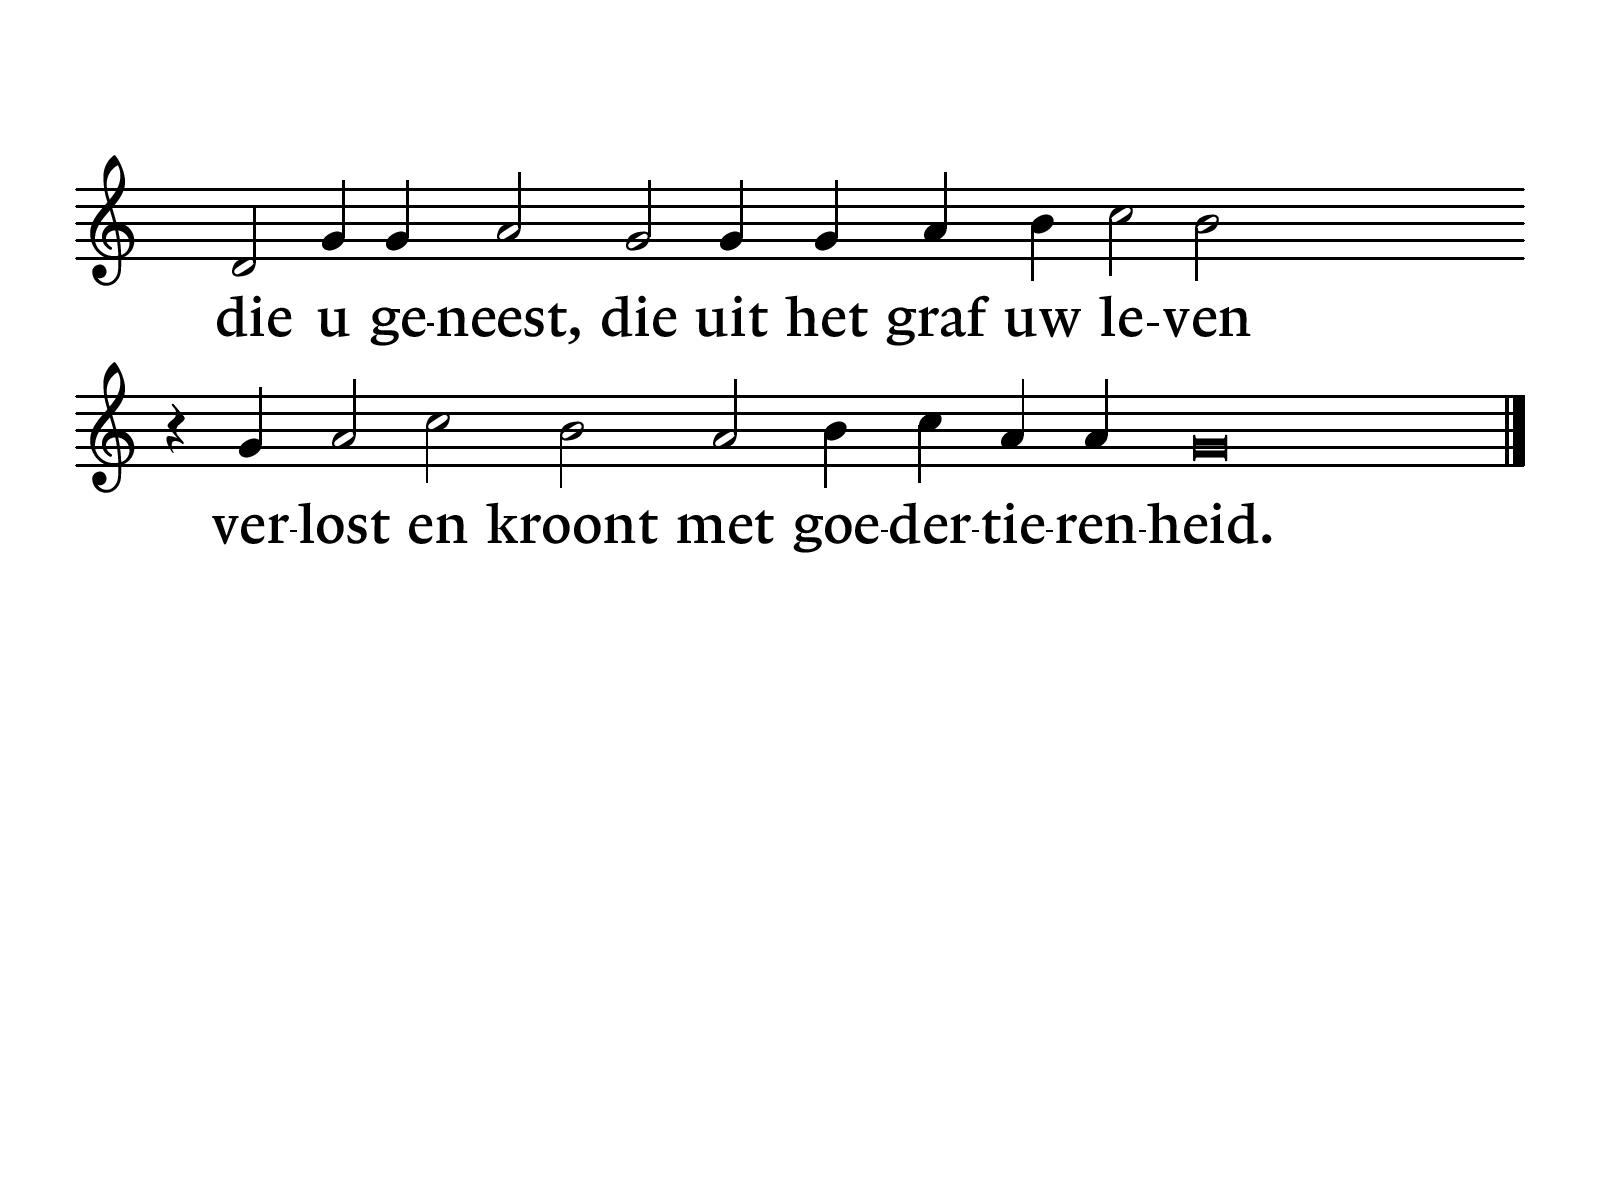 die u ge-neest, die uit het graf uw le-ven
ver-lost en kroont met goe-der-tie-ren-heid.